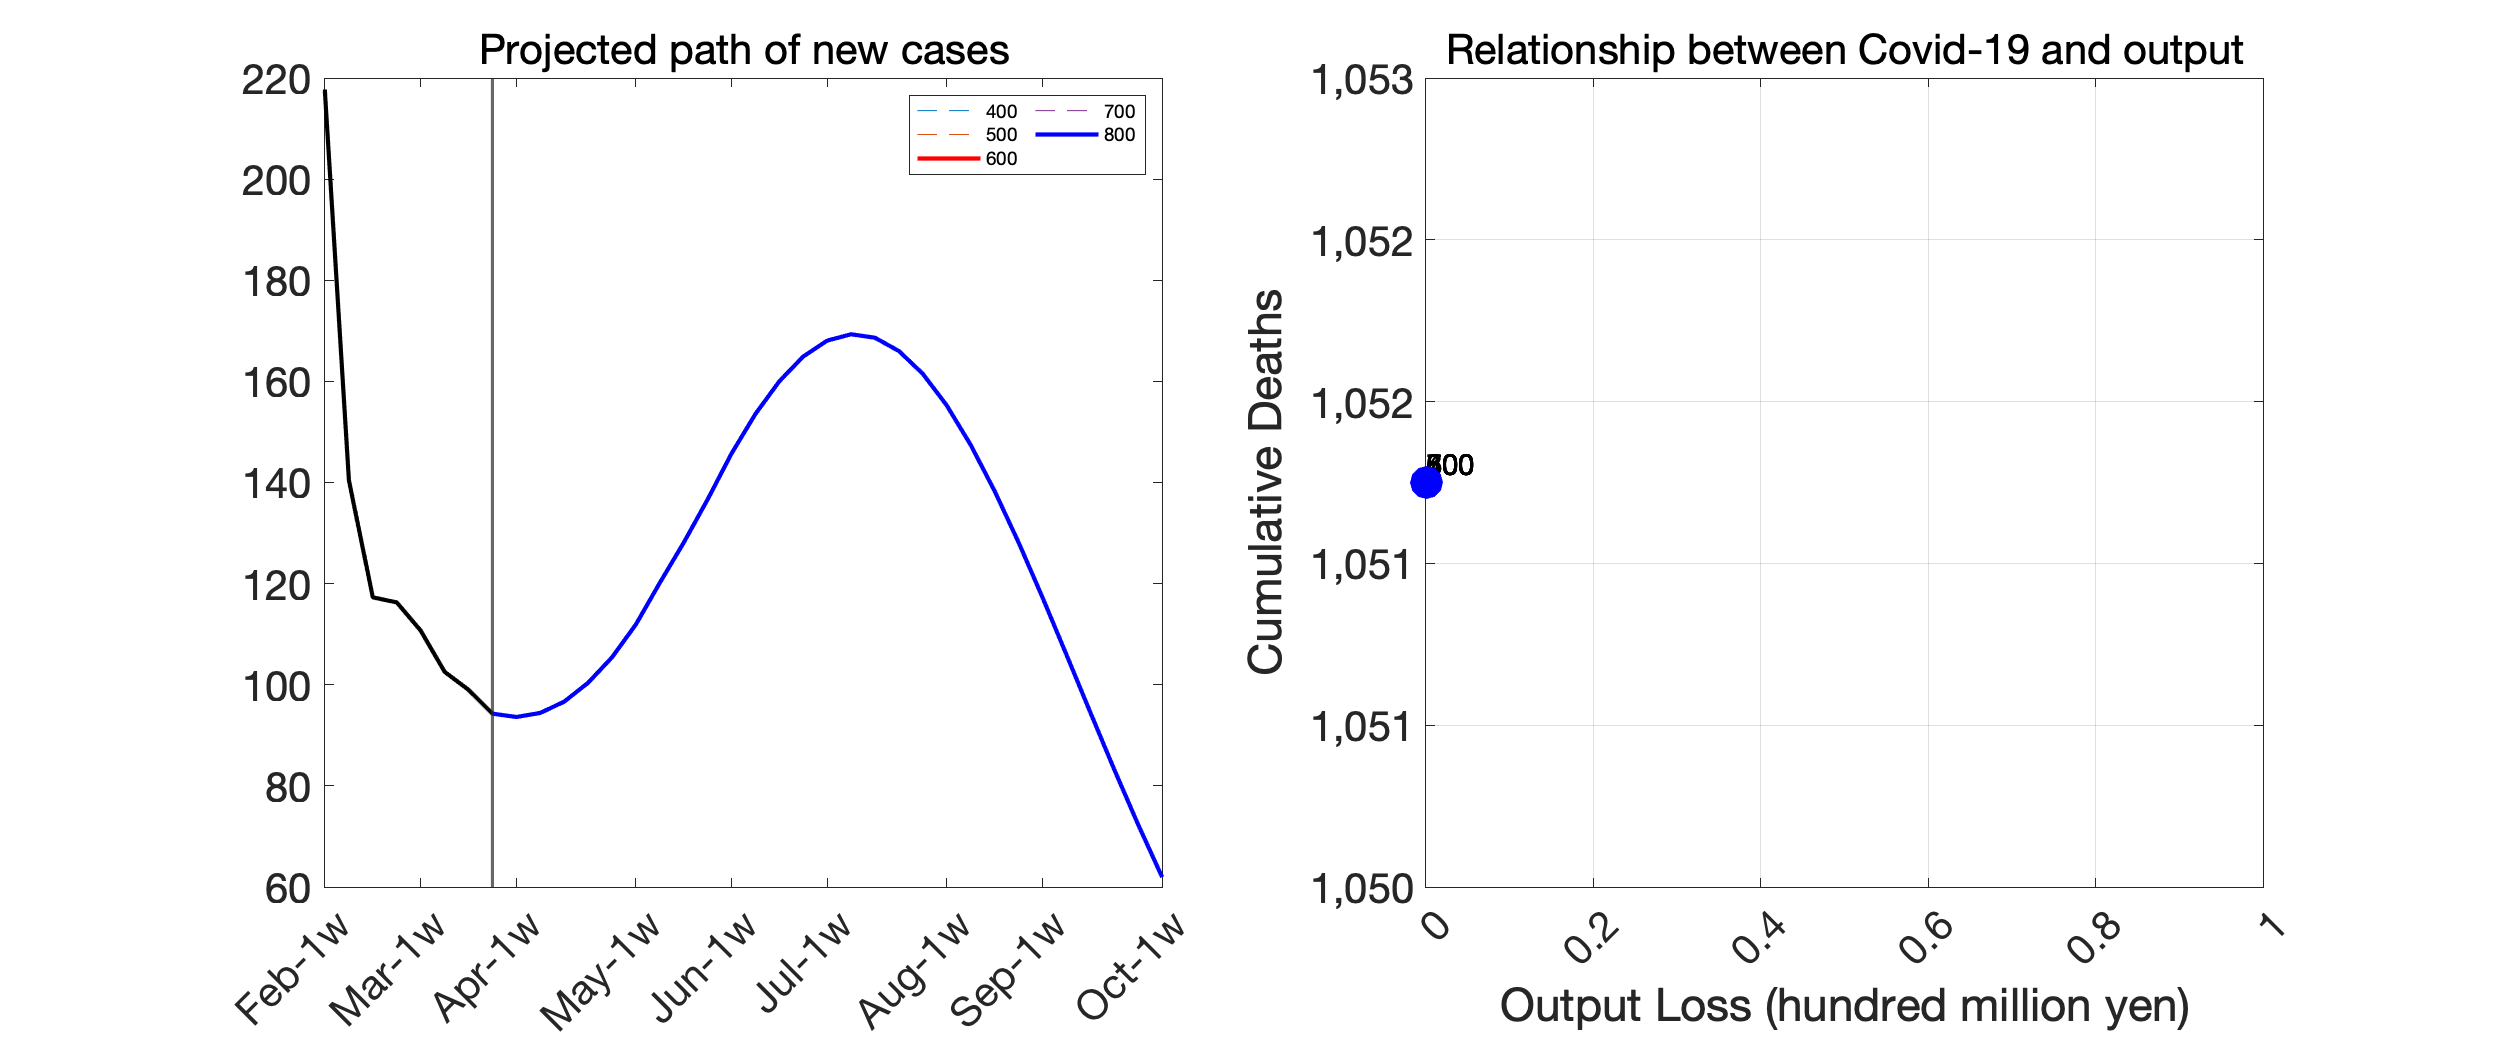 Projected path of new cases
220
200
180
160
140
120
100
80
60
400
500
600
700
800
Feb-1w
Mar-1w
Apr-1w
May-1w
Jun-1w
Jul-1w
Aug-1w
Sep-1w
Oct-1w
Relationship between Covid-19 and output
Cumulative Deaths
1,053
1,052
1,052
1,051
1,051
1,050
0
0.2
0.4
0.6
0.8
1
Output Loss (hundred million yen)